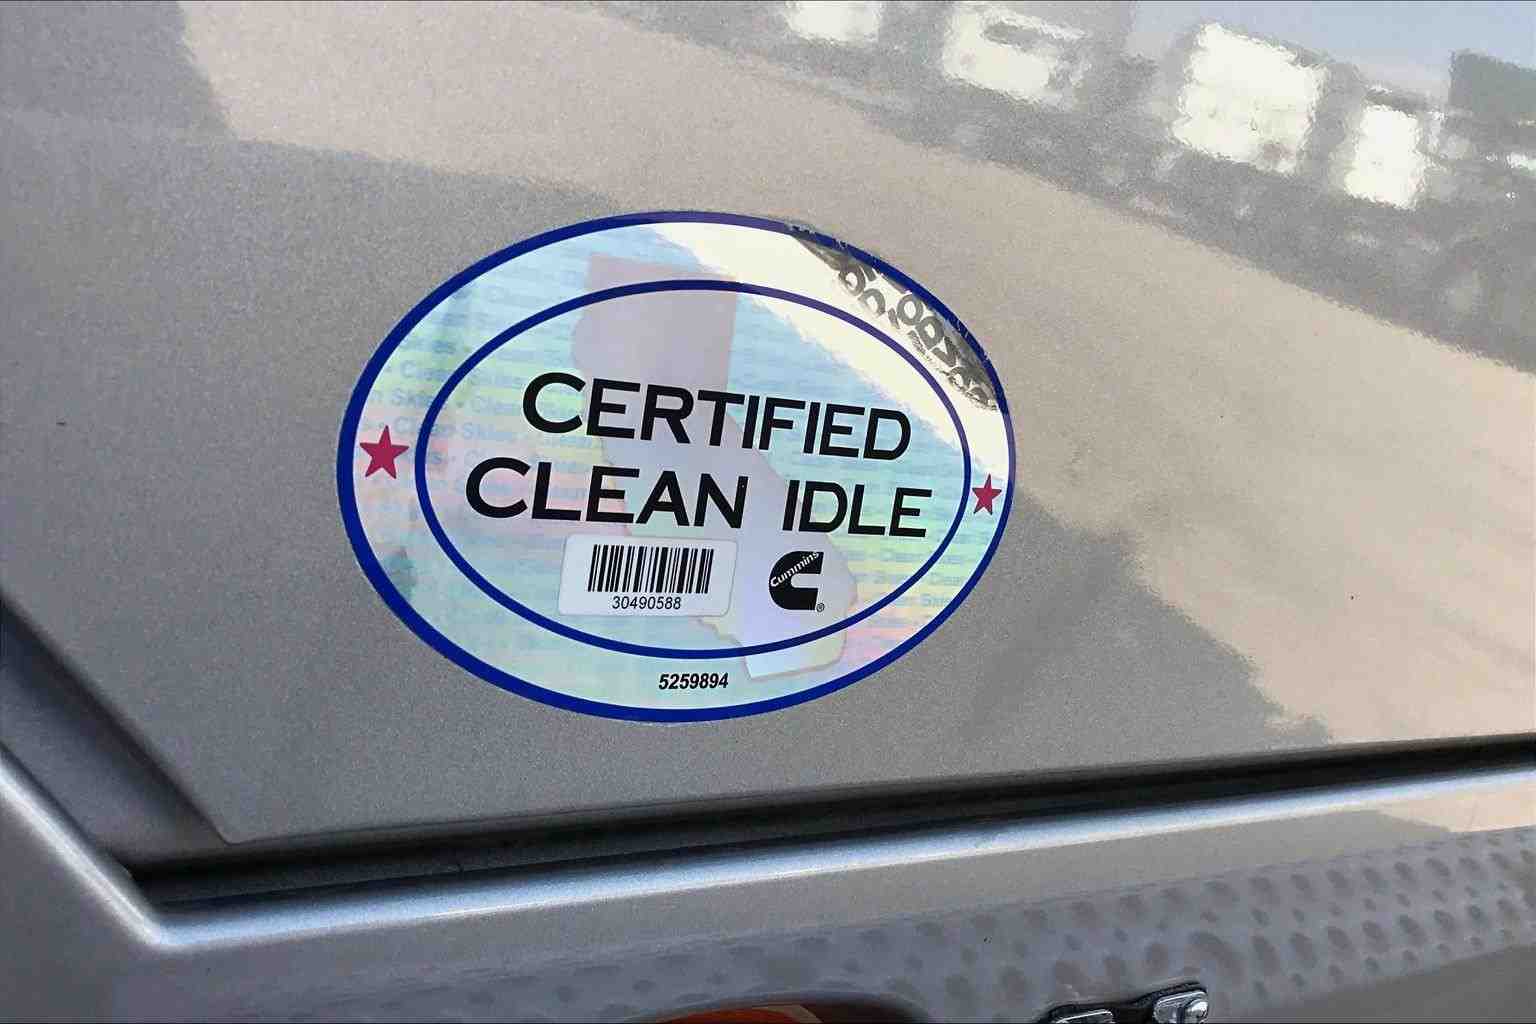 CERTIFIED
CLEAN IDLE
30490588
Cummins
®
5259894